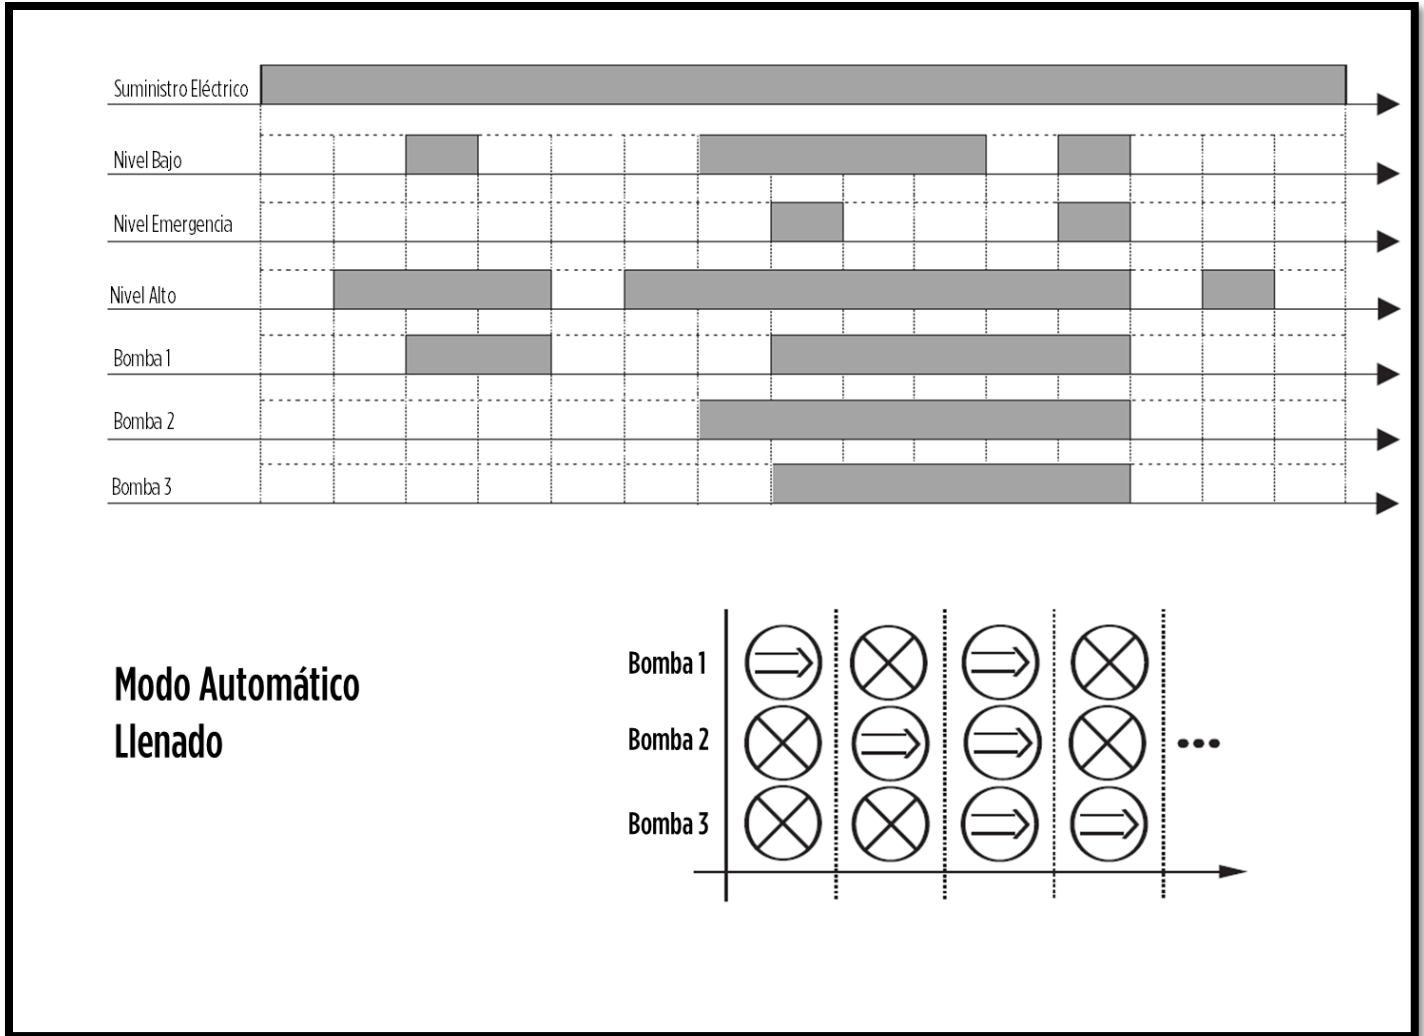 Suministro Eléctrico
Nivel Bajo
Nivel Emergencia
Nivel Alto
Bomba 1
Bomba 2
Bomba 3
Modo Automático
Llenado
Bomba 1
Bomba 2
Bomba 3